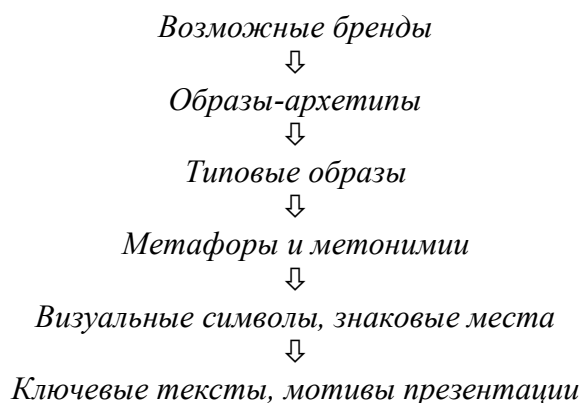 Возможные бренды
⇩
Образы-архетипы
⇩
Типовые образы
⇩
Метафоры и метонимии
⇩
Визуальные символы, знаковые места
⇩
Ключевые тексты, мотивы презентации